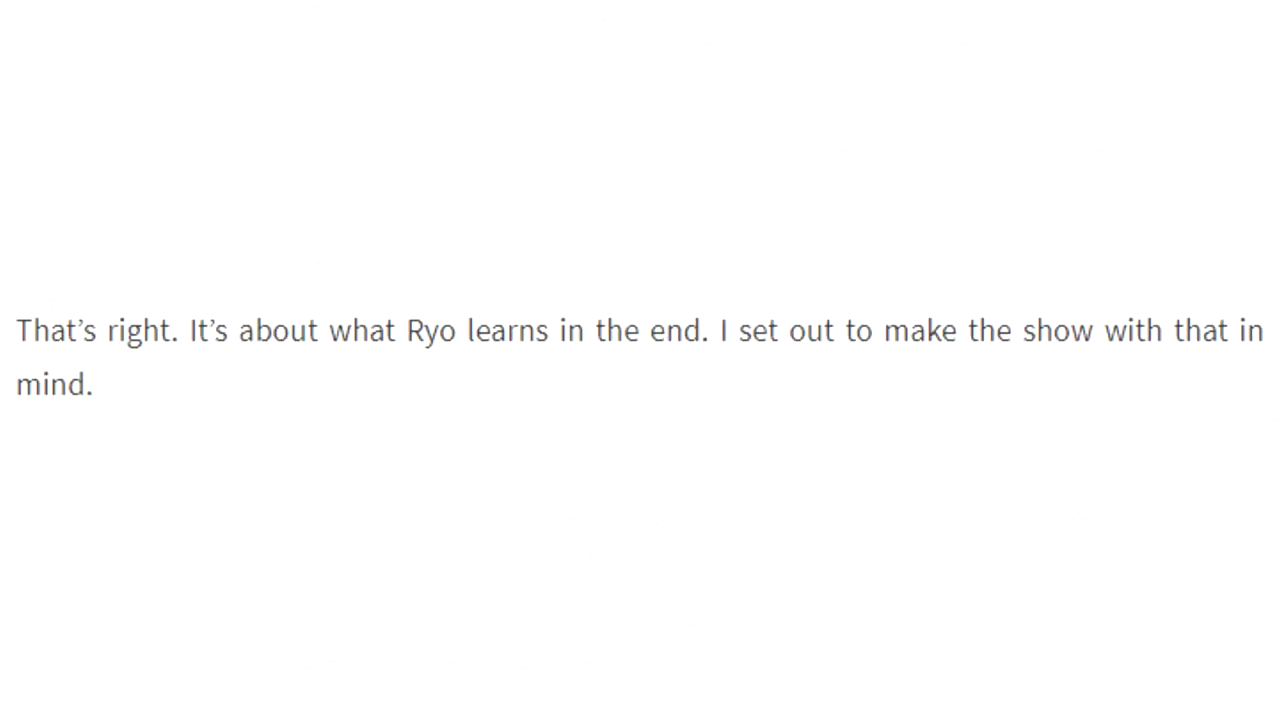 That’s right. It’s about what Ryo learns in the end. I set out to make the show with that in
mind.